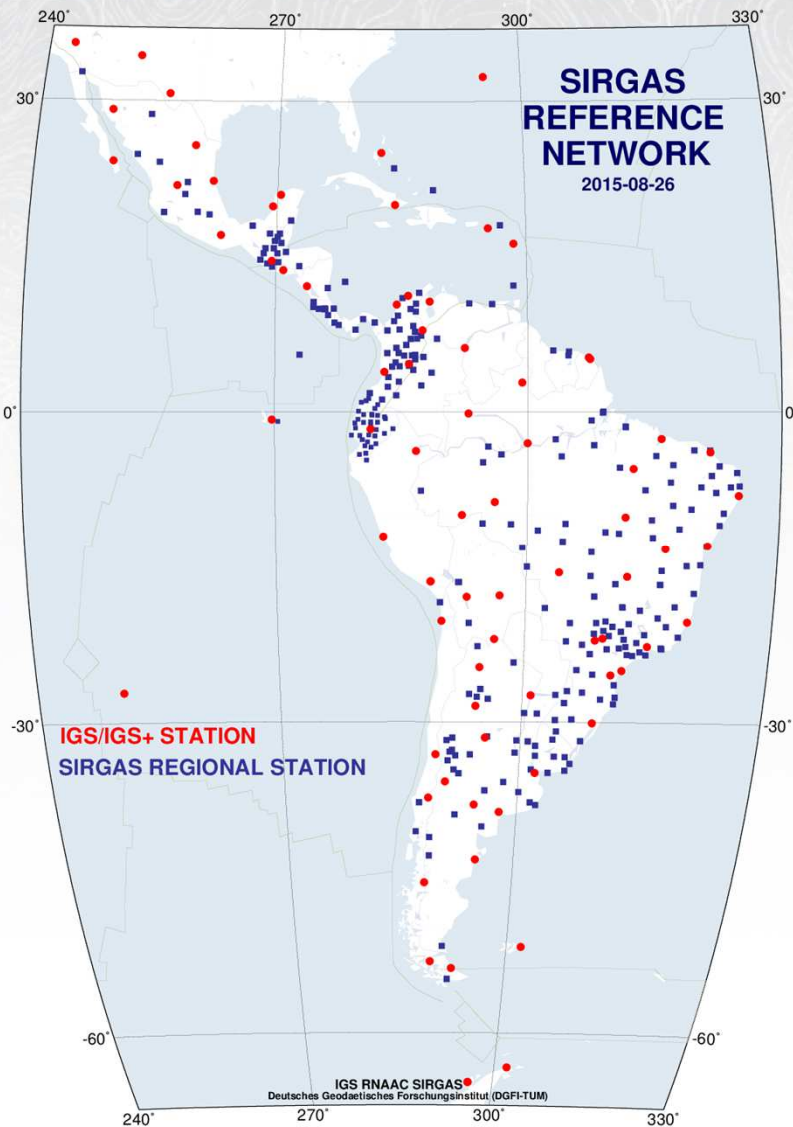 240°
270°
300°
330°
SIRGAS
REFERENCE
NETWORK
2015-08-26
30°
30°
0°
0°
-30°
-30°
IGS/IGS+ STATION
SIRGAS REGIONAL STATION
-60°
-60°
IGS RNAAC SIRGAS
Deutsches Geodaetisches Forschungsinstitut (DGFI-TUM)
240°
270°
300°
330°